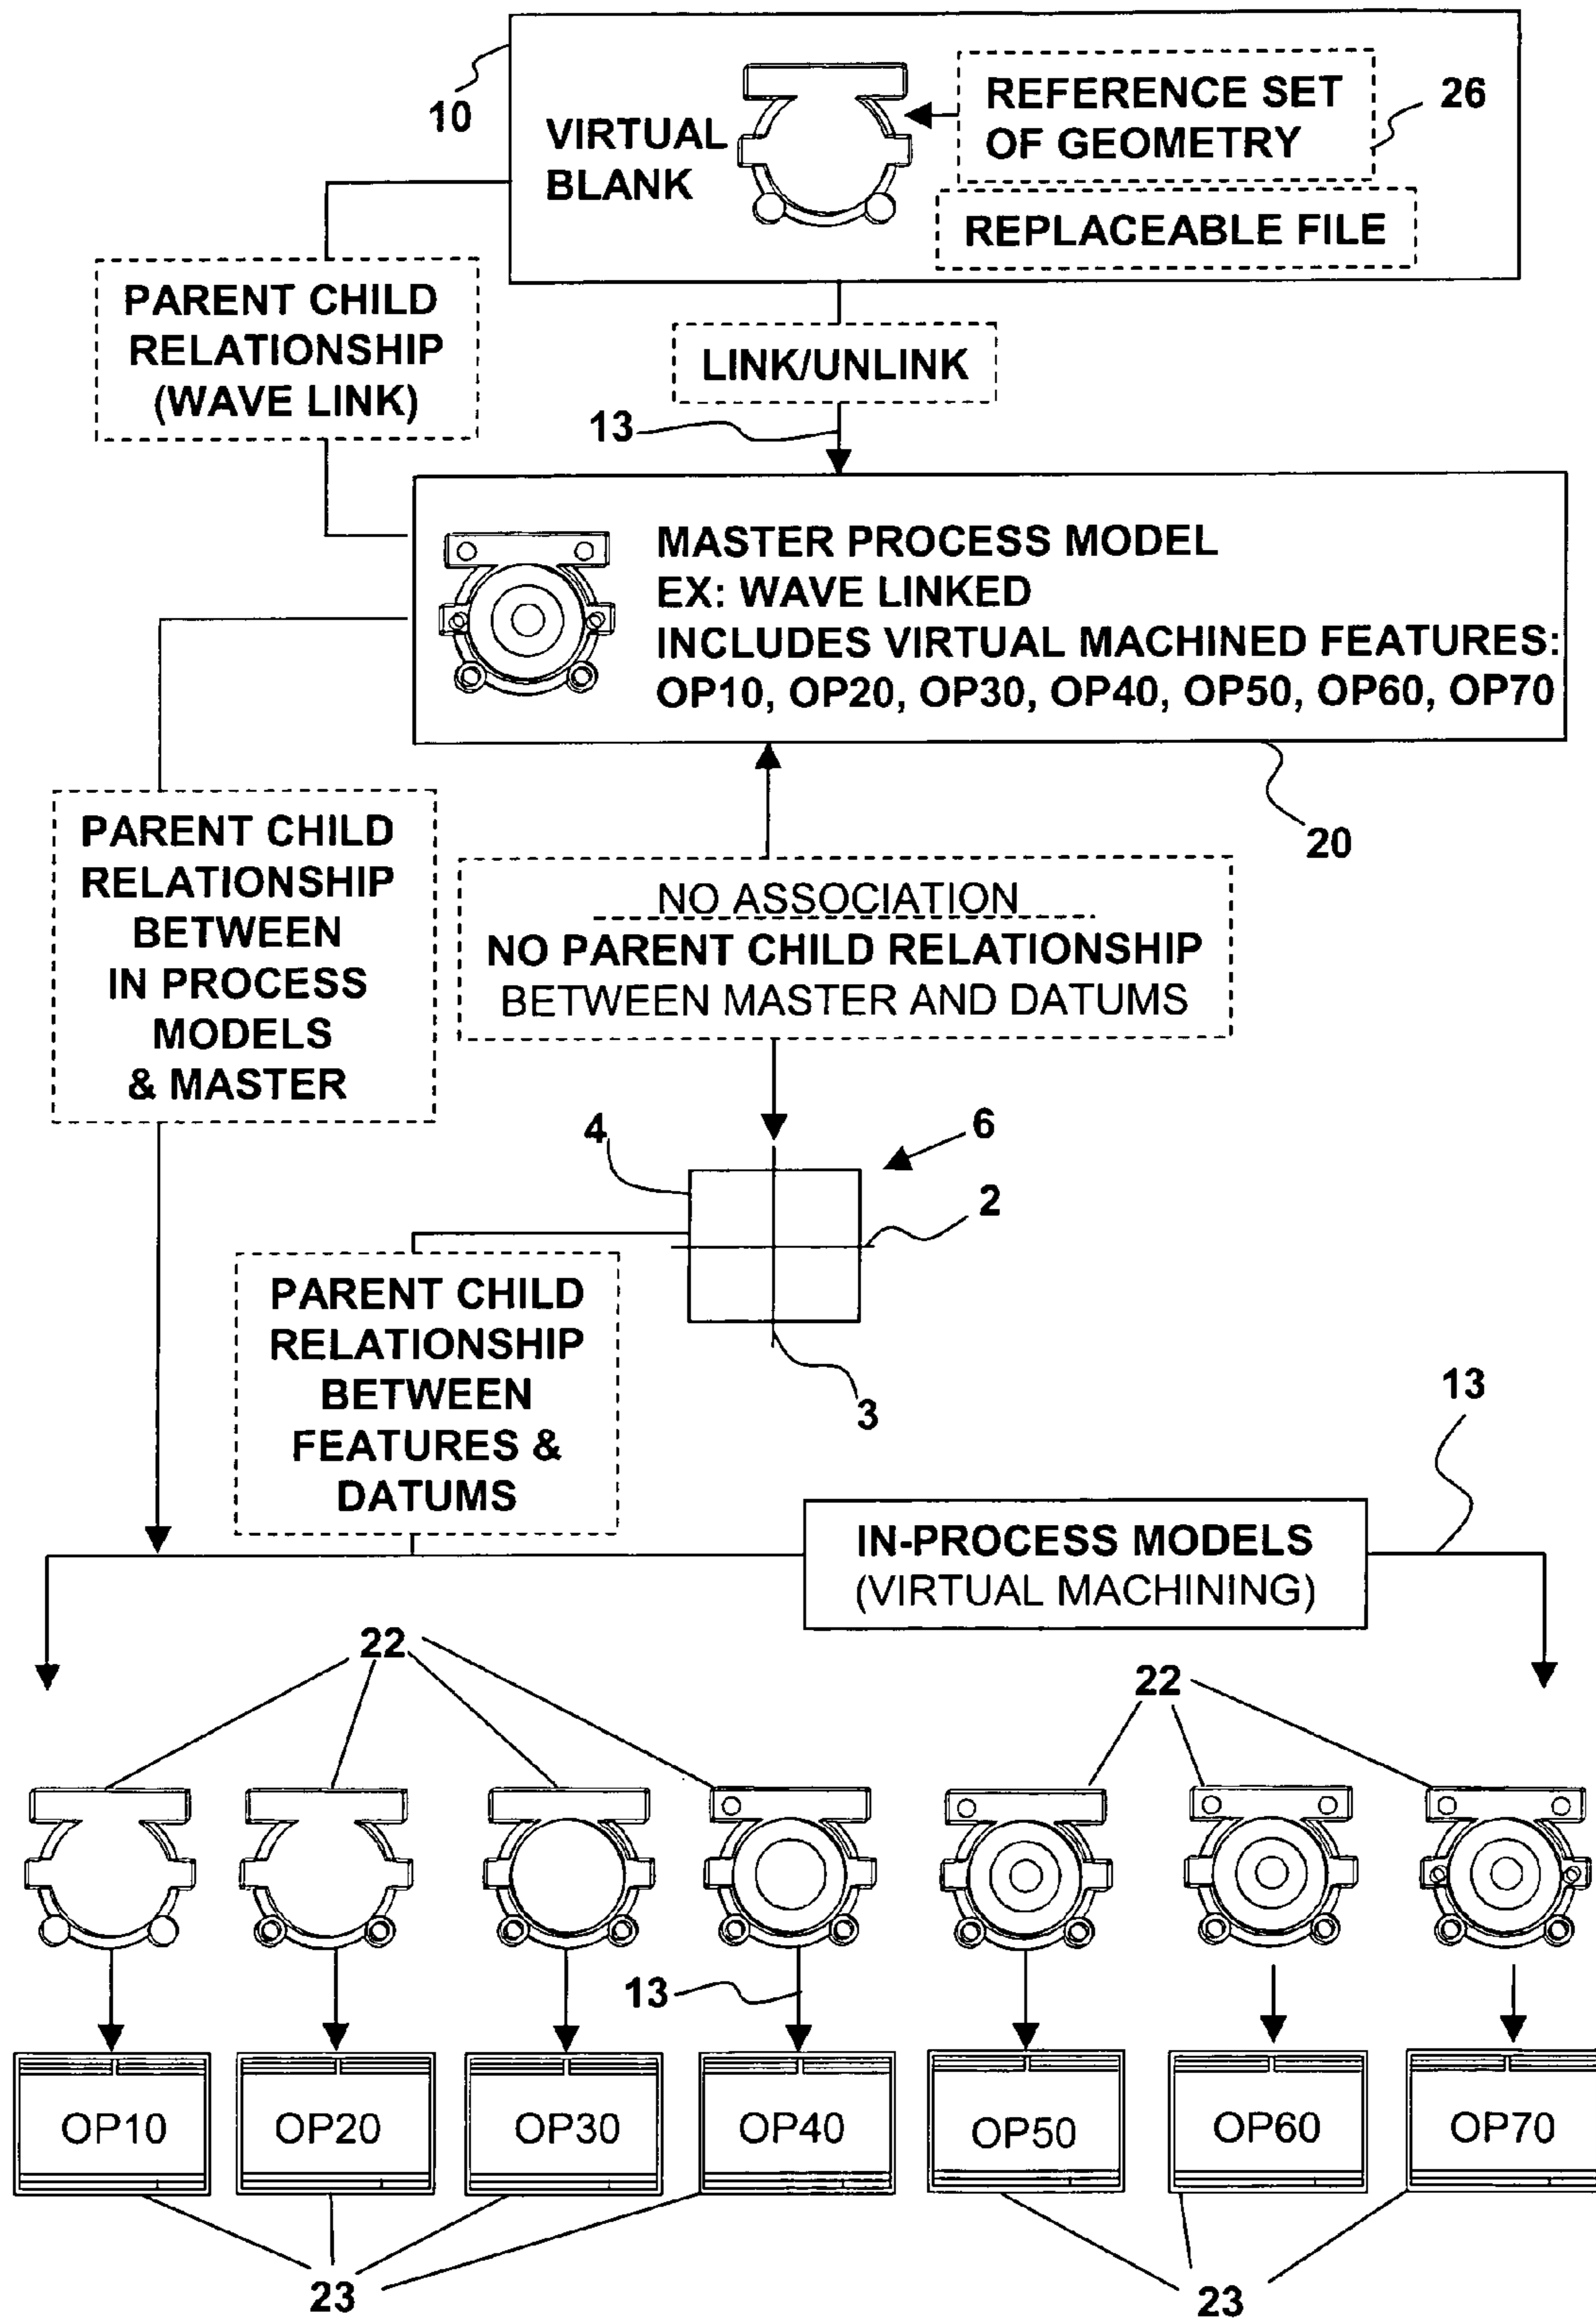 10
VIRTUAL
BLANK
REFERENCE SET
OF GEOMETRY
26
REPLACEABLE FILE
PARENT CHILD
RELATIONSHIP
(WAVE LINK)
LINK/UNLINK
13
MASTER PROCESS MODEL
EX: WAVE LINKED
INCLUDES VIRTUAL MACHINED FEATURES:
OP10, OP20, OP30, OP40, OP50, OP60, OP70
20
PARENT CHILD
RELATIONSHIP
BETWEEN
IN PROCESS
MODELS
& MASTER
NO ASSOCIATION
NO PARENT CHILD RELATIONSHIP
BETWEEN MASTER AND DATUMS
4
6
2
3
PARENT CHILD
RELATIONSHIP
BETWEEN
FEATURES &
DATUMS
13
IN-PROCESS MODELS
(VIRTUAL MACHINING)
22
22
13
OP10
OP20
OP30
OP40
OP50
OP60
OP70
23
23